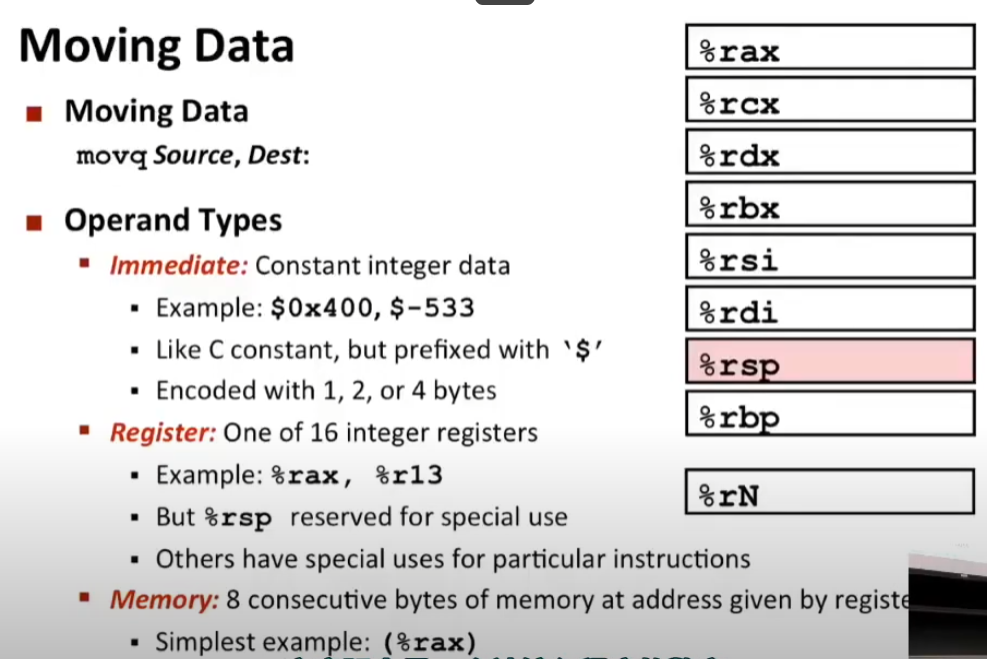 Moving Data
Moving Data
movq Source, Dest:
Operand Types
Immediate: Constant integer data
Example: $0x400, $-533
Like C constant, but prefixed with `$'
Encoded with 1, 2, or 4 bytes
Register: One of 16 integer registers
Example: %rax, %r13
But %rsp reserved for special use
Others have special uses for particular instructions
Memory: 8 consecutive bytes of memory at address given by
Simplest example: (%rax)
%rax
%rcx
%rdx
%rbx
%rsi
%rdi
%rsp
%rbp
%rN